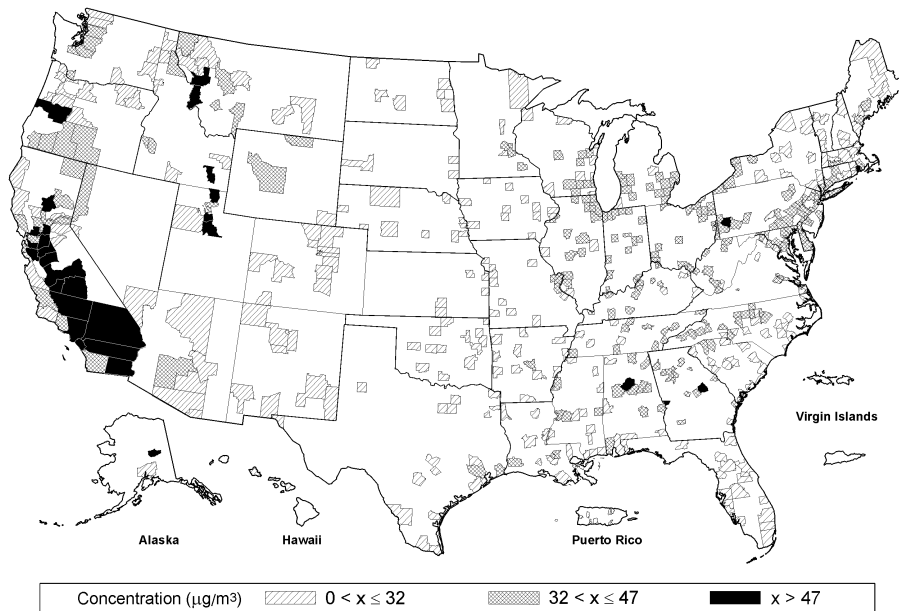 Virgin Islands
Alaska
Hawaii
Puerto Rico
Concentration (µg/m³) 0 < x ≤ 32 32 < x ≤ 47 x > 47